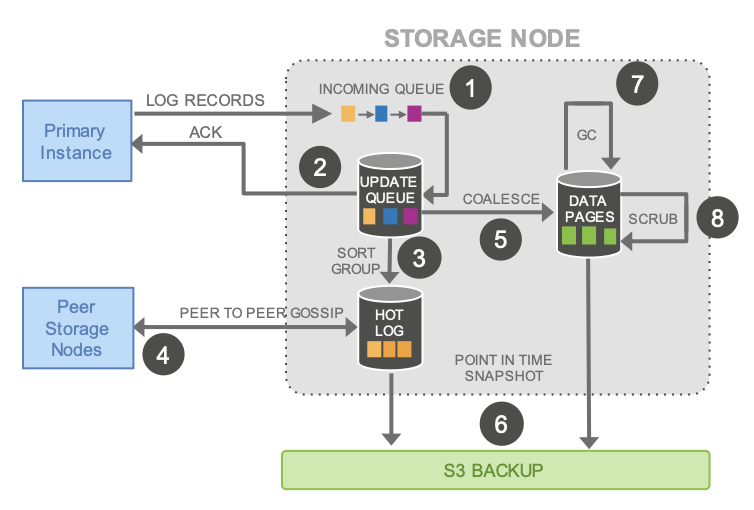 STORAGE NODE
INCOMING QUEUE
1
7
LOG RECORDS
Primary
Instance
ACK
GC
2
UPDATE
QUEUE
COALESCE
5
DATA
PAGES
SCRUB
8
SORT
GROUP
3
Peer
Storage
Nodes
PEER TO PEER GOSSIP
4
HOT
LOG
POINT IN TIME
SNAPSHOT
6
S3 BACKUP